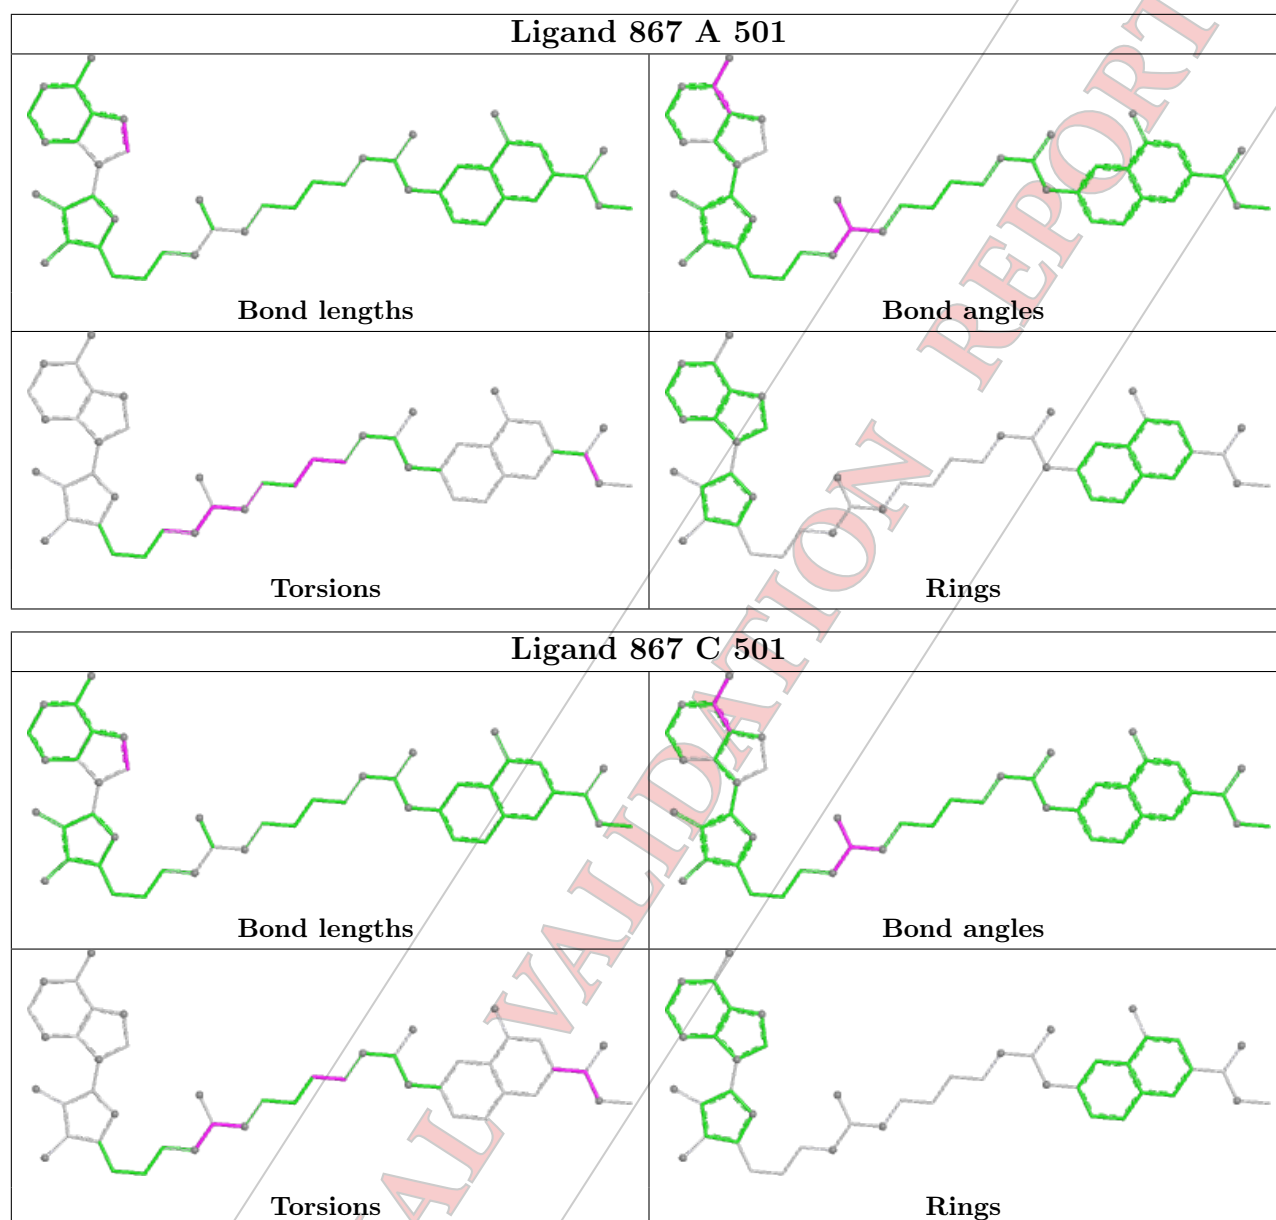 Ligand 867 A 501
Bond lengths
Bond angles
Torsions
Rings
Ligand 867 C 501
Bond lengths
Bond angles
Torsions
Rings
VALIDATION REPORT